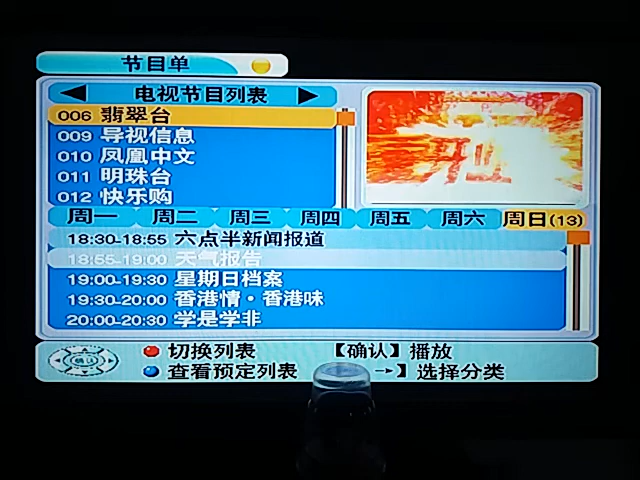 节目单
电视节目列表
006 翡翠台
009 导视信息
010 凤凰中文
011 明珠台
012 快乐购
周一 周二 周三 周四 周五 周六 周日(13)
18:30-18:55 六点半新闻报道
18:55-19:00 天气报告
19:00-19:30 星期日档案
19:30-20:00 香港情·香港味
20:00-20:30 学是学非
确认
切换列表 【确认】播放
查看预定列表 →】选择分类